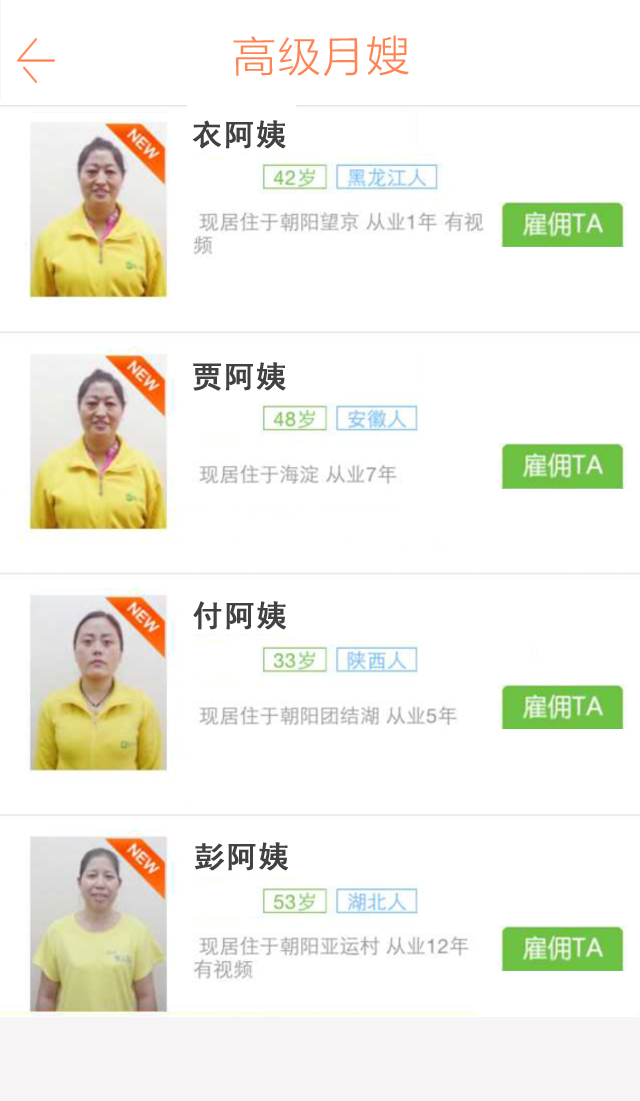 高级月嫂
NEW
衣阿姨
42岁 黑龙江人
现居住于朝阳望京 从业1年 有视
频
雇佣TA
NEW
贾阿姨
48岁 安徽人
现居住于海淀 从业7年
雇佣TA
NEW
付阿姨
33岁 陕西人
现居住于朝阳团结湖 从业5年
雇佣TA
NEW
彭阿姨
53岁 湖北人
现居住于朝阳亚运村 从业12年
有视频
雇佣TA